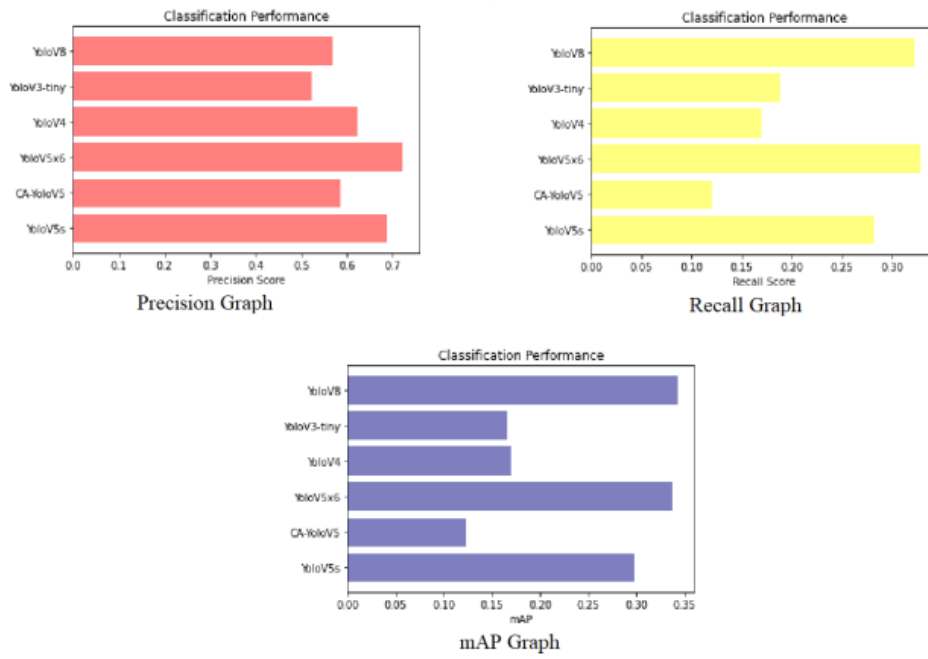 Classification Performance
YoloV8
YoloV3-tiny
YoloV4
YoloV5x6
CA-YoloV5
YoloV5s
0.0 0.1 0.2 0.3 0.4 0.5 0.6 0.7
Precision Score
Precision Graph
Classification Performance
YoloV8
YoloV3-tiny
YoloV4
YoloV5x6
CA-YoloV5
YoloV5s
0.00 0.05 0.10 0.15 0.20 0.25 0.30
Recall Score
Recall Graph
Classification Performance
YoloV8
YoloV3-tiny
YoloV4
YoloV5x6
CA-YoloV5
YoloV5s
0.00 0.05 0.10 0.15 0.20 0.25 0.30 0.35
mAP
mAP Graph